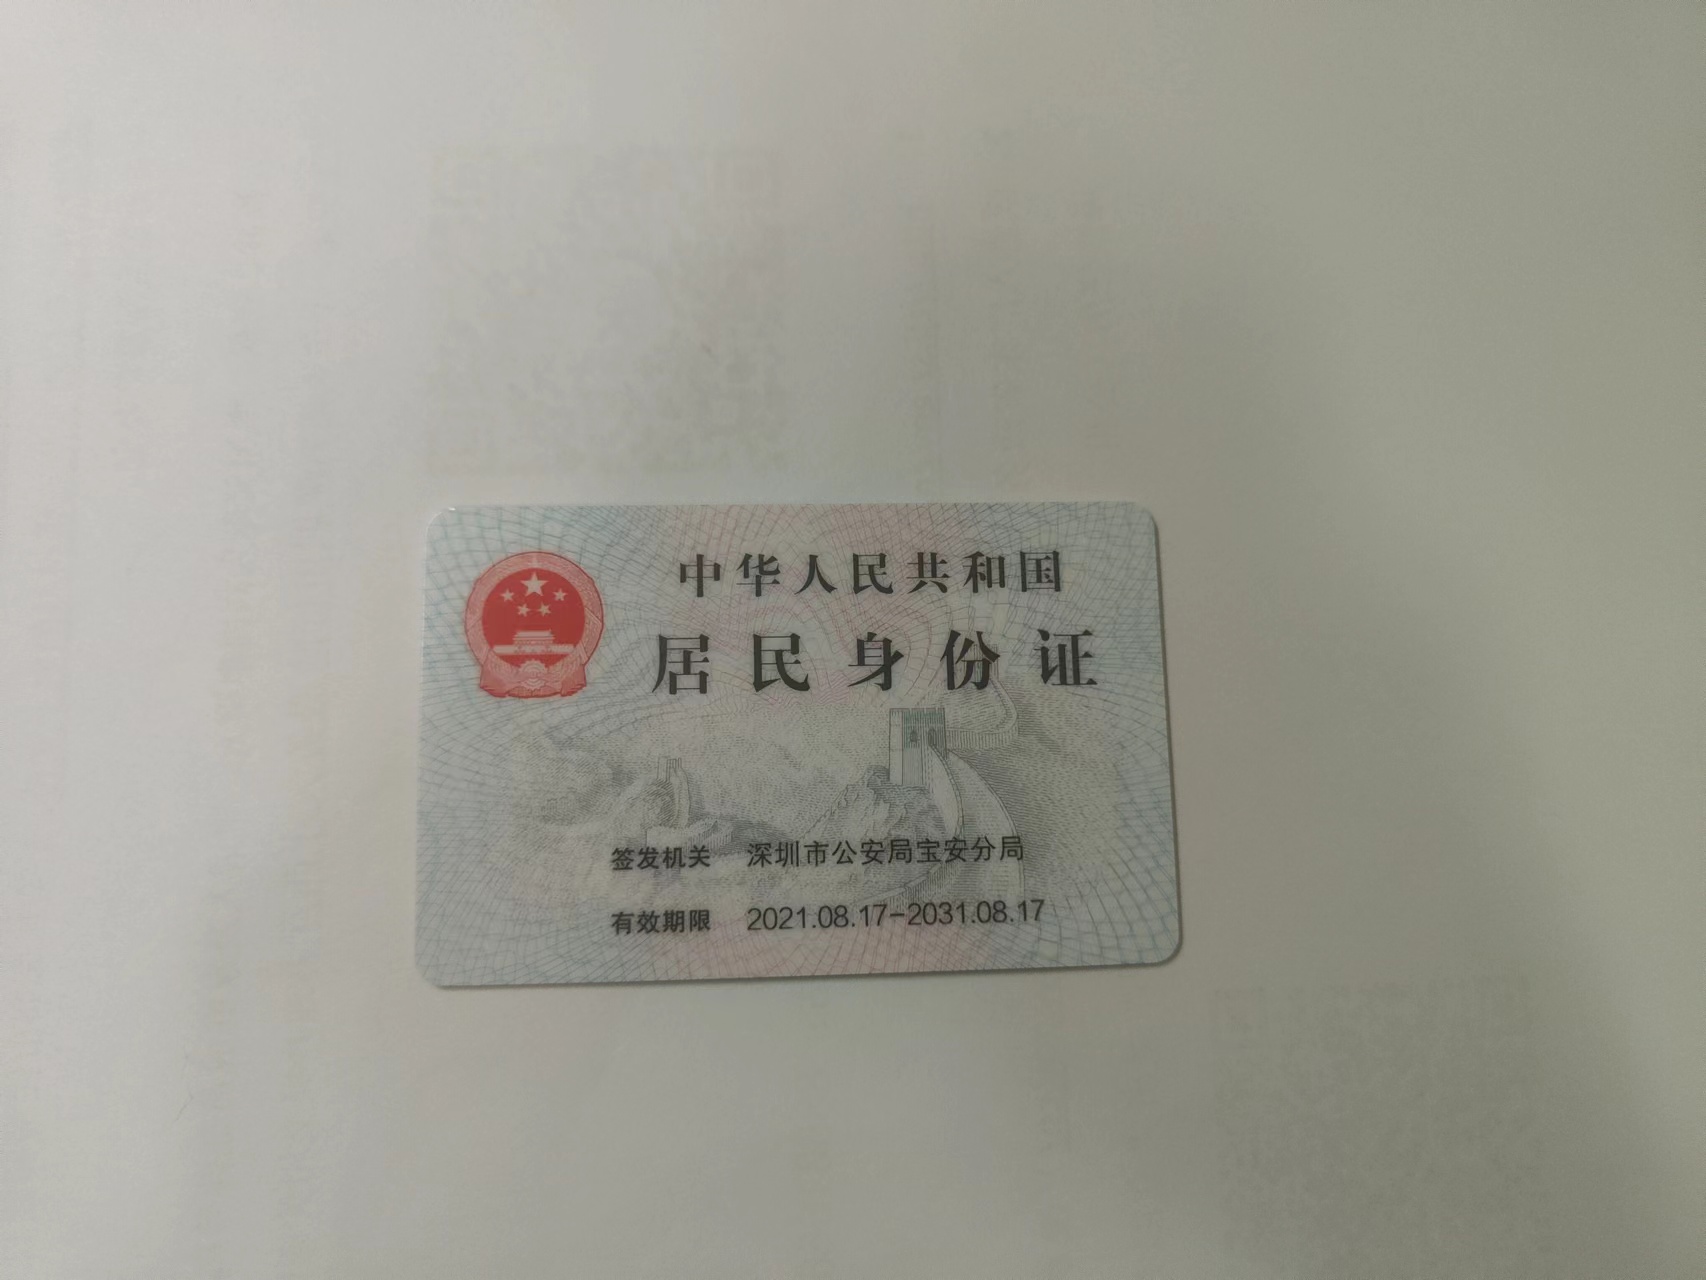 中华人民共和国
居民身份证
签发机关 深圳市公安局宝安分局
有效期限 2021.08.17-2031.08.17